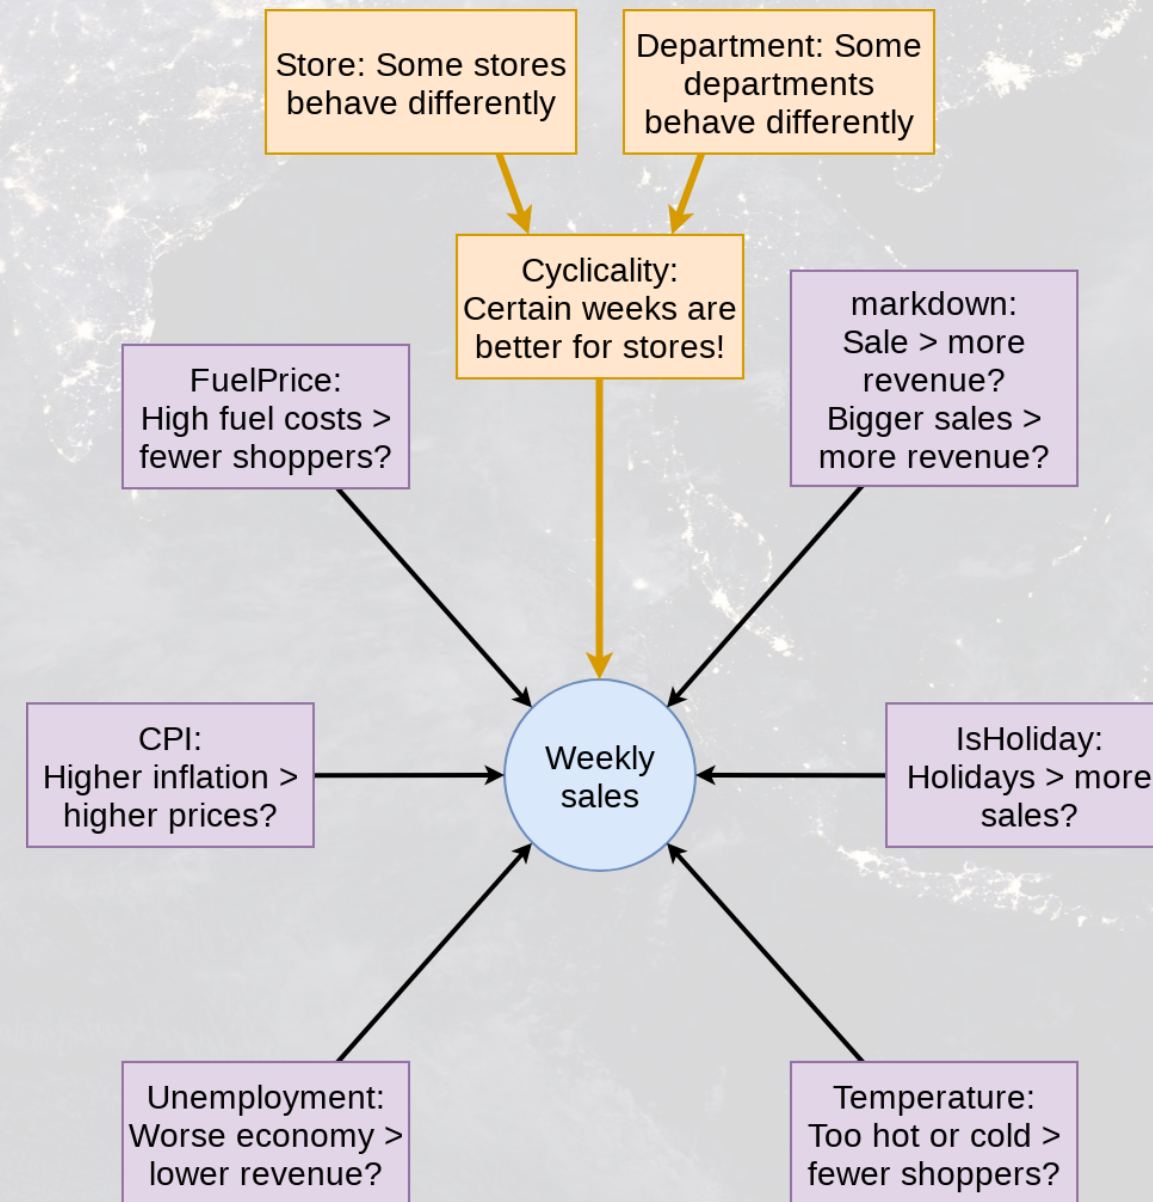 Store: Some stores
behave differently
Department: Some
departments
behave differently
Cyclicality:
Certain weeks are
better for stores!
markdown:
Sale > more
revenue?
Bigger sales >
more revenue?
FuelPrice:
High fuel costs >
fewer shoppers?
CPI:
Higher inflation >
higher prices?
Weekly
sales
IsHoliday:
Holidays > more
sales?
Unemployment:
Worse economy >
lower revenue?
Temperature:
Too hot or cold >
fewer shoppers?